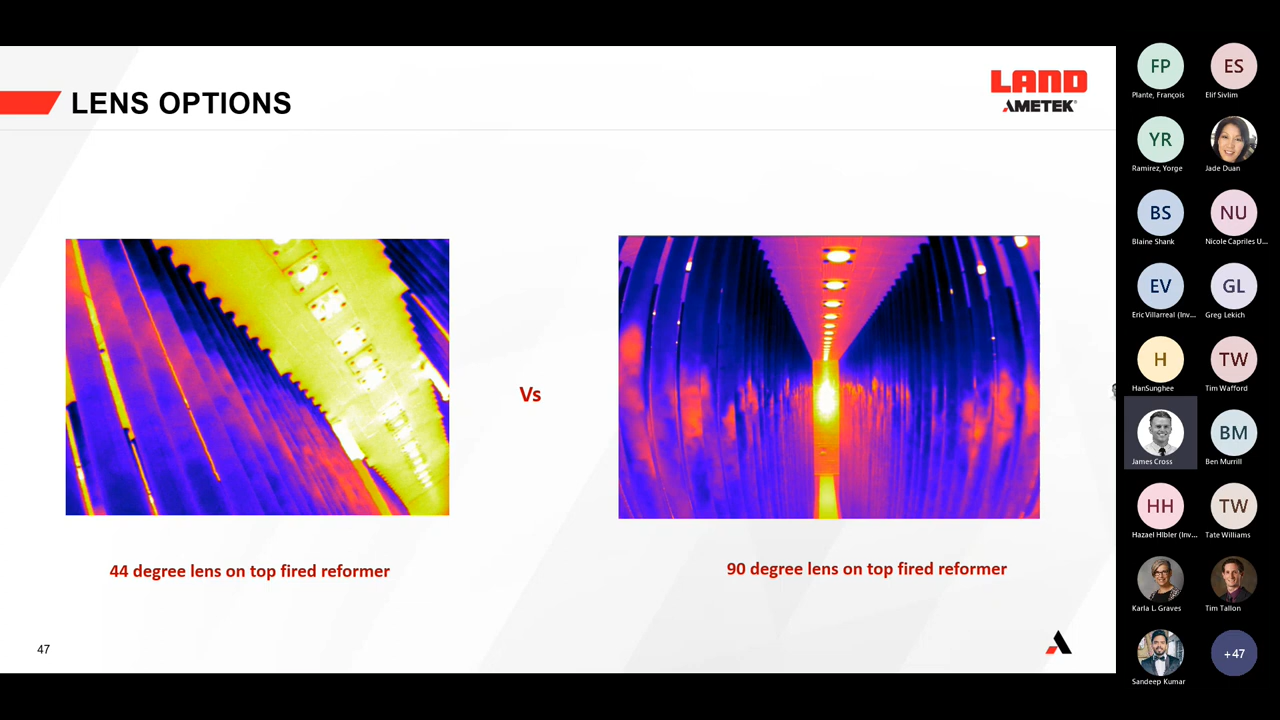 LENS OPTIONS
LAND
AMETEK®
Vs
44 degree lens on top fired reformer
90 degree lens on top fired reformer
47
FP
ES
Plante, François
Elif Sivlim
YR
Ramirez, Yorge
Jade Duan
BS
NU
Blaine Shank
Nicole Capriles U...
EV
GL
Eric Villarreal (Inv...
Greg Lekich
H
TW
HanSunghee
Tim Wafford
BM
James Cross
Ben Murrill
HH
TW
Hazael Hibler (Inv...
Tate Williams
Karla L. Graves
Tim Tallon
+47
Sandeep Kumar